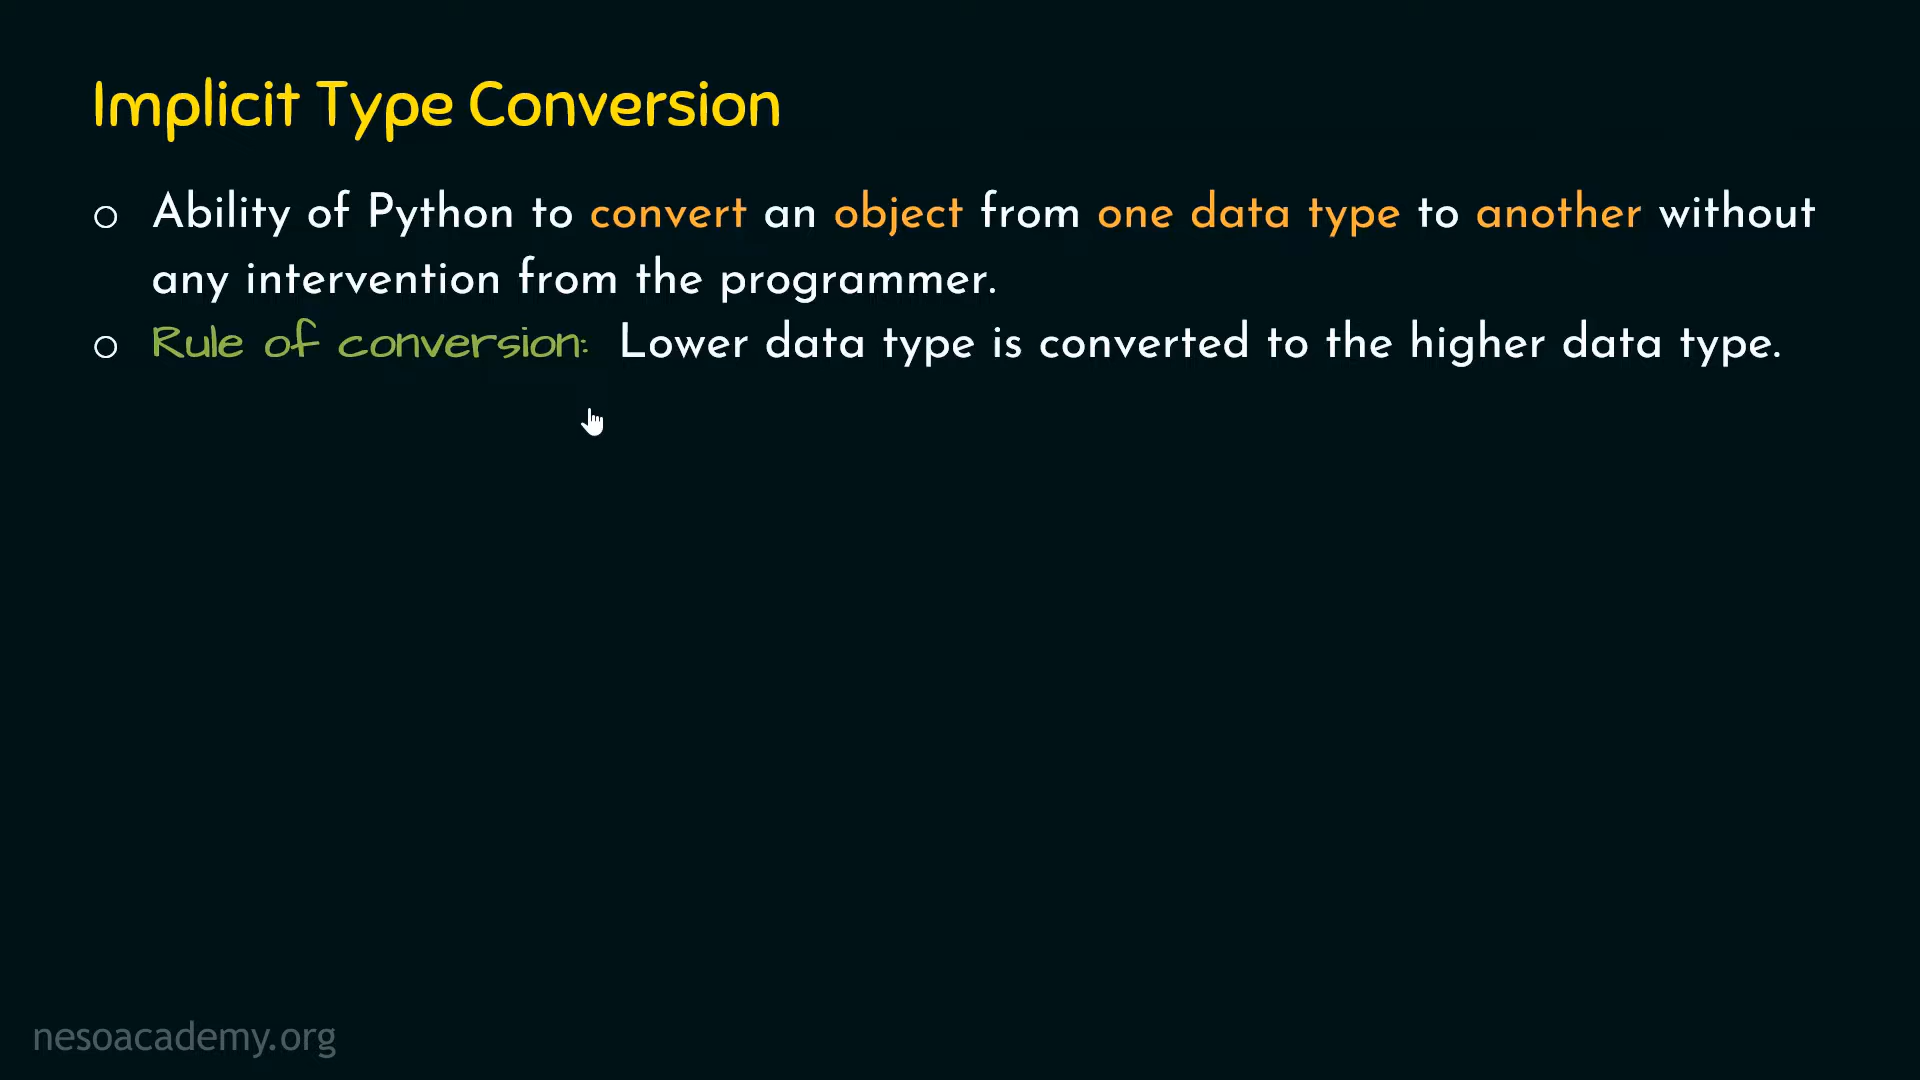 Implicit Type Conversion
○ Ability of Python to convert an object from one data type to another without
any intervention from the programmer.
○ Rule of conversion: Lower data type is converted to the higher data type.
nesoacademy.org